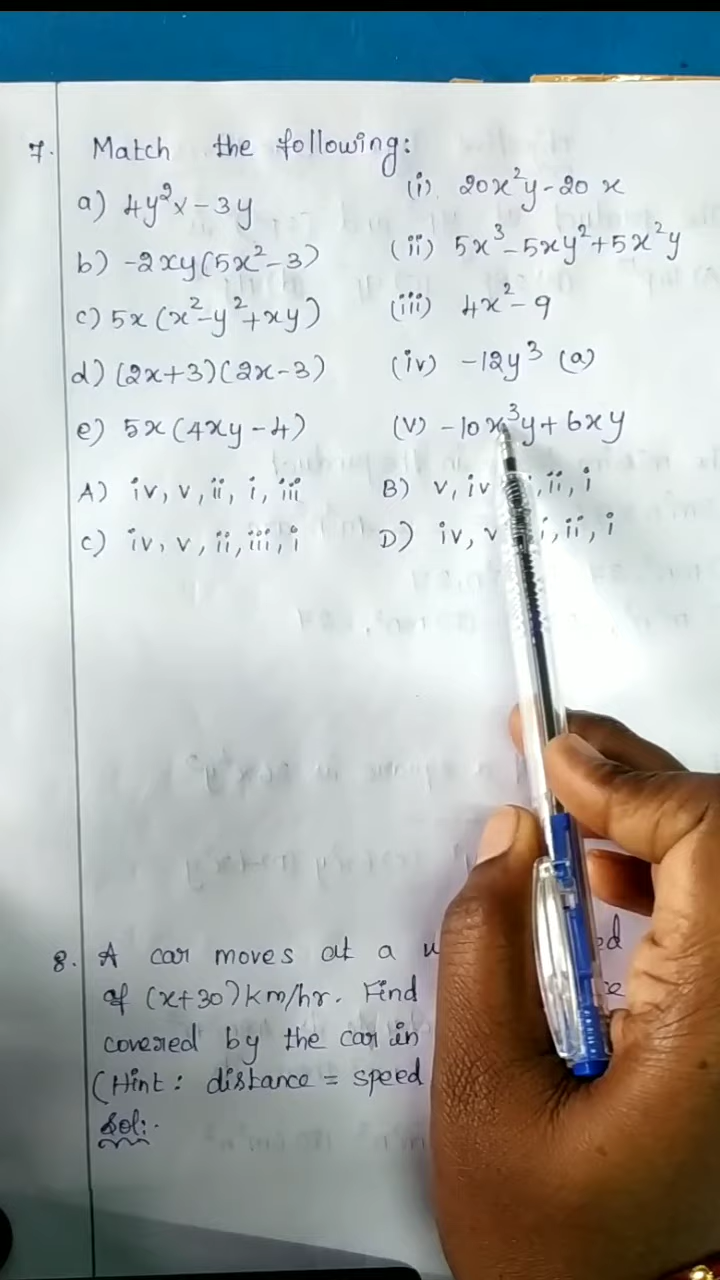 7. Match the following:
a) 4y²x – 3y (i) 20x²y – 20x
b) -2xy(5x² – 3) (ii) 5x³ – 5xy² + 5x²y
c) 5x(x² – y² + xy) (iii) 4x² – 9
d) (2x+3)(2x – 3) (iv) -12y³ (a)
e) 5x(4xy – 4) (v) -10x³y + 6xy
A) iv, v, ii, i, iii B) v, iv, ii, i
C) iv, v, ii, iii, i D) iv, v i, ii, i
8. A car moves at a
of (x+30)km/hr. Find
covered by the car in
(Hint: distance = speed
Sol:-